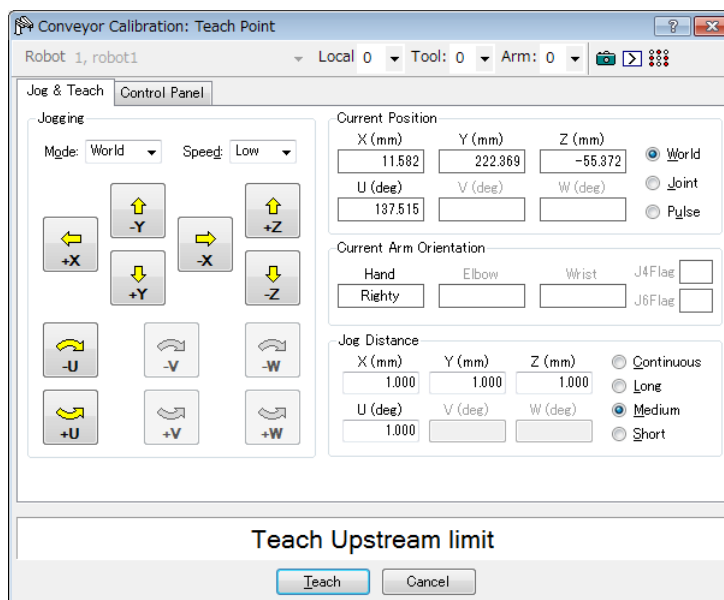 Conveyor Calibration: Teach Point
Robot 1, robot1 Local 0 Tool: 0 Arm: 0
Jog & Teach Control Panel
Jogging
Mode: World Speed: Low
-Y
+Z
+X
-X
+Y
-Z
-U -V -W
+U +V +W
Current Position
X (mm) Y (mm) Z (mm)
11.582 222.369 -55.372
U (deg) V (deg) W (deg)
137.515
World
Joint
Pulse
Current Arm Orientation
Hand Elbow Wrist J4Flag
Righty J6Flag
Jog Distance
X (mm) Y (mm) Z (mm)
1.000 1.000 1.000
U (deg) V (deg) W (deg)
1.000
Continuous
Long
Medium
Short
Teach Upstream limit
Teach Cancel